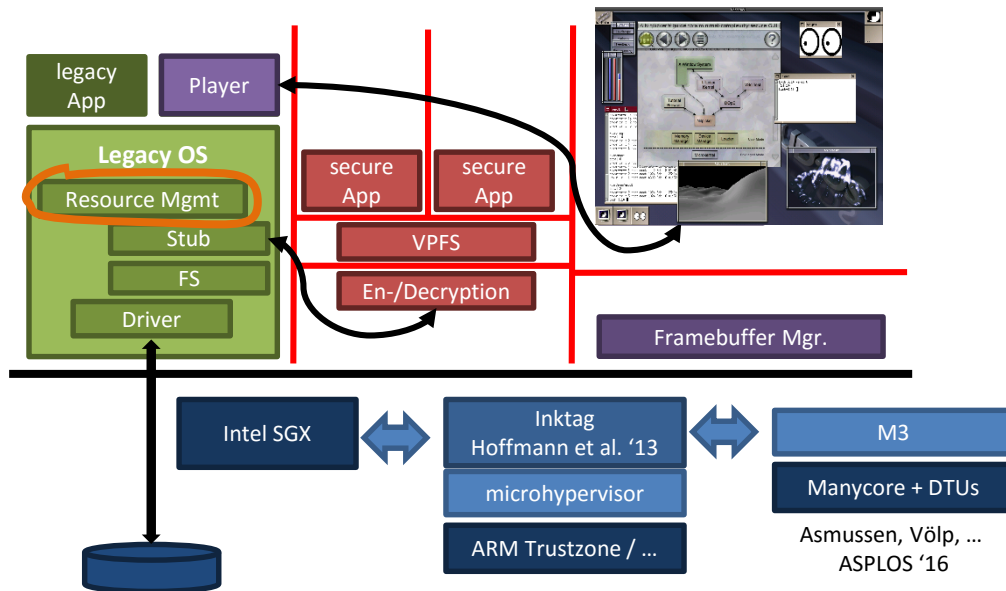 legacy
App
Player
Legacy OS
Resource Mgmt
Stub
FS
Driver
secure
App
secure
App
VPFS
En-/Decryption
Framebuffer Mgr.
Intel SGX
Inktag
Hoffmann et al. ‘13
microhypervisor
ARM Trustzone / …
M3
Manycore + DTUs
Asmussen, Völp, …
ASPLOS ‘16